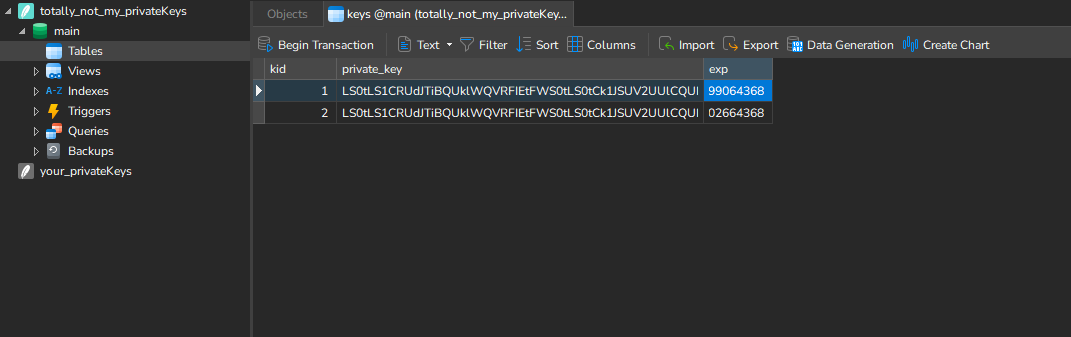 totally_not_my_privateKeys
main
Tables
Views
A-Z Indexes
Triggers
Queries
Backups
your_privateKeys
Objects keys @main (totally_not_my_privateKey...
Begin Transaction Text Filter Sort Columns Import Export Data Generation Create Chart
kid private_key exp
1 LS0tLS1CRUdJTiBQUklWQVRFIEtFWS0tLS0tCk1JSUV2UUlCQUI 99064368
2 LS0tLS1CRUdJTiBQUklWQVRFIEtFWS0tLS0tCk1JSUV2UUlCQUI 02664368